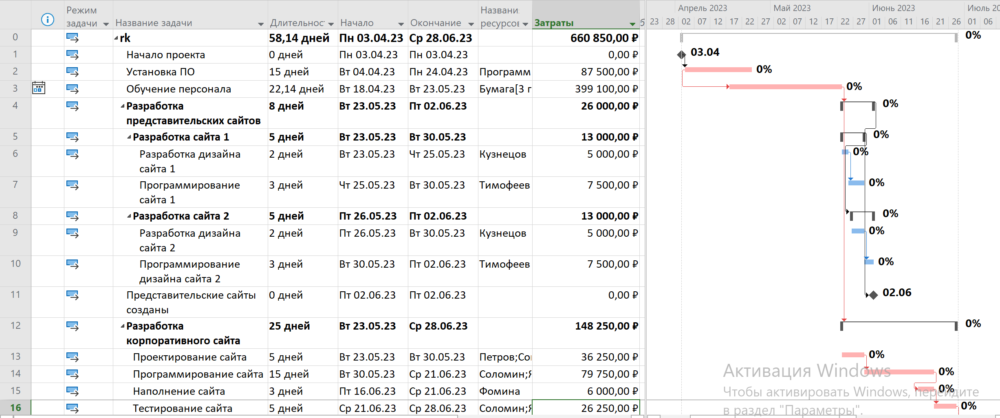 Режим задачи Название задачи Длительнос Начало Окончание Названи ресурсов Затраты
Апрель 2023 Май 2023 Июнь 2023 Июль 20
23 28 02 07 12 17 22 27 02 07 12 17 22 27 01 06 11 16 21 26 01 06
0 rk 58,14 дней Пн 03.04.23 Ср 28.06.23 660 850,00 ₽ 0%
1 Начало проекта 0 дней Пн 03.04.23 Пн 03.04.23 0,00 ₽ 03.04
2 Установка ПО 15 дней Вт 04.04.23 Пн 24.04.23 Программ 87 500,00 ₽ 0%
3 Обучение персонала 22,14 дней Вт 18.04.23 Вт 23.05.23 Бумага[3 г 399 100,00 ₽ 0%
4 Разработка 8 дней Вт 23.05.23 Пт 02.06.23 26 000,00 ₽ 0%
представительских сайтов
5 Разработка сайта 1 5 дней Вт 23.05.23 Вт 30.05.23 13 000,00 ₽ 0%
6 Разработка дизайна 2 дней Вт 23.05.23 Чт 25.05.23 Кузнецов 5 000,00 ₽ 0%
сайта 1
7 Программирование 3 дней Чт 25.05.23 Вт 30.05.23 Тимофеев 7 500,00 ₽ 0%
сайта 1
8 Разработка сайта 2 5 дней Пт 26.05.23 Пт 02.06.23 13 000,00 ₽ 0%
9 Разработка дизайна 2 дней Пт 26.05.23 Вт 30.05.23 Кузнецов 5 000,00 ₽ 0%
сайта 2
10 Программирование 3 дней Вт 30.05.23 Пт 02.06.23 Тимофеев 7 500,00 ₽ 0%
дизайна сайта 2
11 Представительские сайты 0 дней Пт 02.06.23 Пт 02.06.23 0,00 ₽ 02.06
созданы
12 Разработка 25 дней Вт 23.05.23 Ср 28.06.23 148 250,00 ₽ 0%
корпоративного сайта
13 Проектирование сайта 5 дней Вт 23.05.23 Вт 30.05.23 Петров;Со 36 250,00 ₽ 0%
14 Программирование сайта 15 дней Вт 30.05.23 Ср 21.06.23 Соломин;Я 79 750,00 ₽ 0%
15 Наполнение сайта 3 дней Пт 16.06.23 Ср 21.06.23 Фомина 6 000,00 ₽ 0%
16 Тестирование сайта 5 дней Ср 21.06.23 Ср 28.06.23 Соломин;Я 26 250,00 ₽ 0%
Активация Windows
Чтобы активировать Windows, перейдите
в раздел "Параметры".